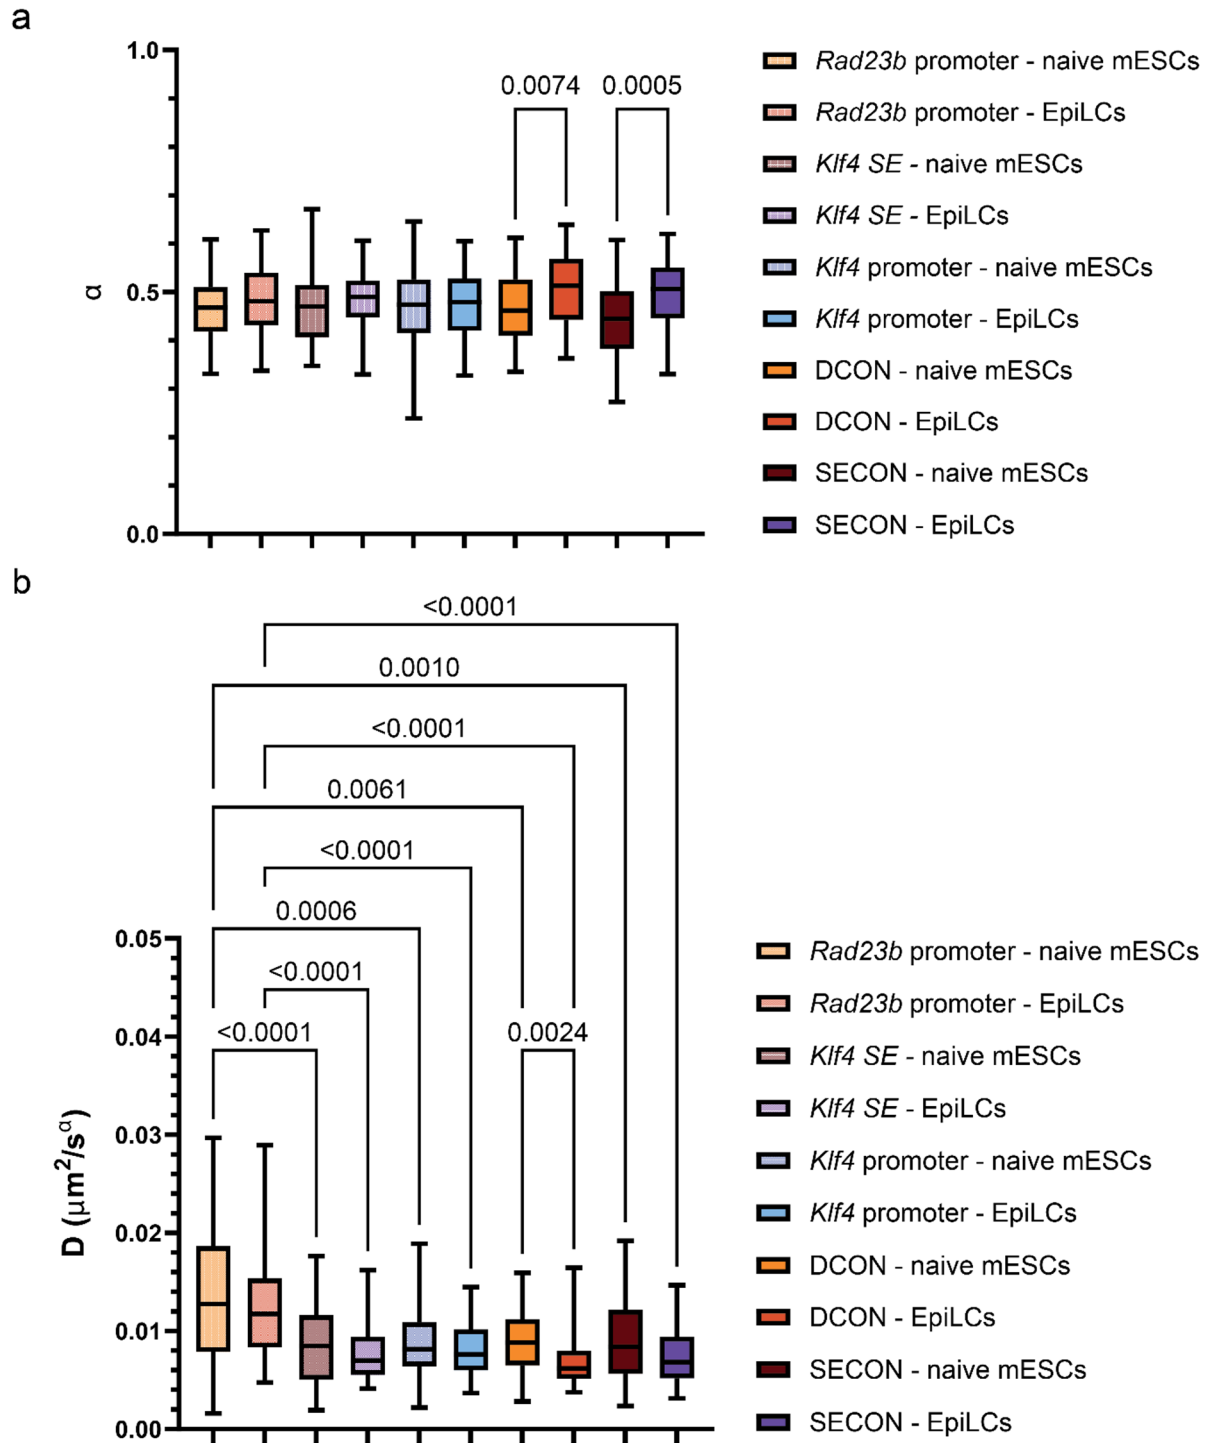 a
1.0
0.5
0.0
α
0.0074
0.0005
Rad23b promoter - naive mESCs
Rad23b promoter - EpiLCs
Klf4 SE - naive mESCs
Klf4 SE - EpiLCs
Klf4 promoter - naive mESCs
Klf4 promoter - EpiLCs
DCON - naive mESCs
DCON - EpiLCs
SECON - naive mESCs
SECON - EpiLCs
b
<0.0001
0.0010
<0.0001
0.0061
<0.0001
0.0006
<0.0001
<0.0001
0.0024
0.05
0.04
0.03
0.02
0.01
0.00
D (μm²/sᵅ)
Rad23b promoter - naive mESCs
Rad23b promoter - EpiLCs
Klf4 SE - naive mESCs
Klf4 SE - EpiLCs
Klf4 promoter - naive mESCs
Klf4 promoter - EpiLCs
DCON - naive mESCs
DCON - EpiLCs
SECON - naive mESCs
SECON - EpiLCs